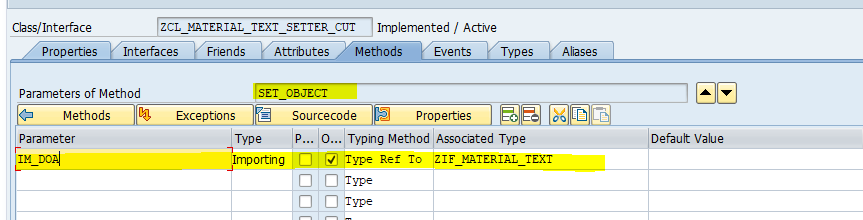 Class/Interface ZCL_MATERIAL_TEXT_SETTER_CUT Implemented / Active
Properties Interfaces Friends Attributes Methods Events Types Aliases
Parameters of Method SET_OBJECT
Methods Exceptions Sourcecode Properties
Parameter Type P... O... Typing Method Associated Type Default Value
IM_DOA Importing Type Ref To ZIF_MATERIAL_TEXT
Type
Type